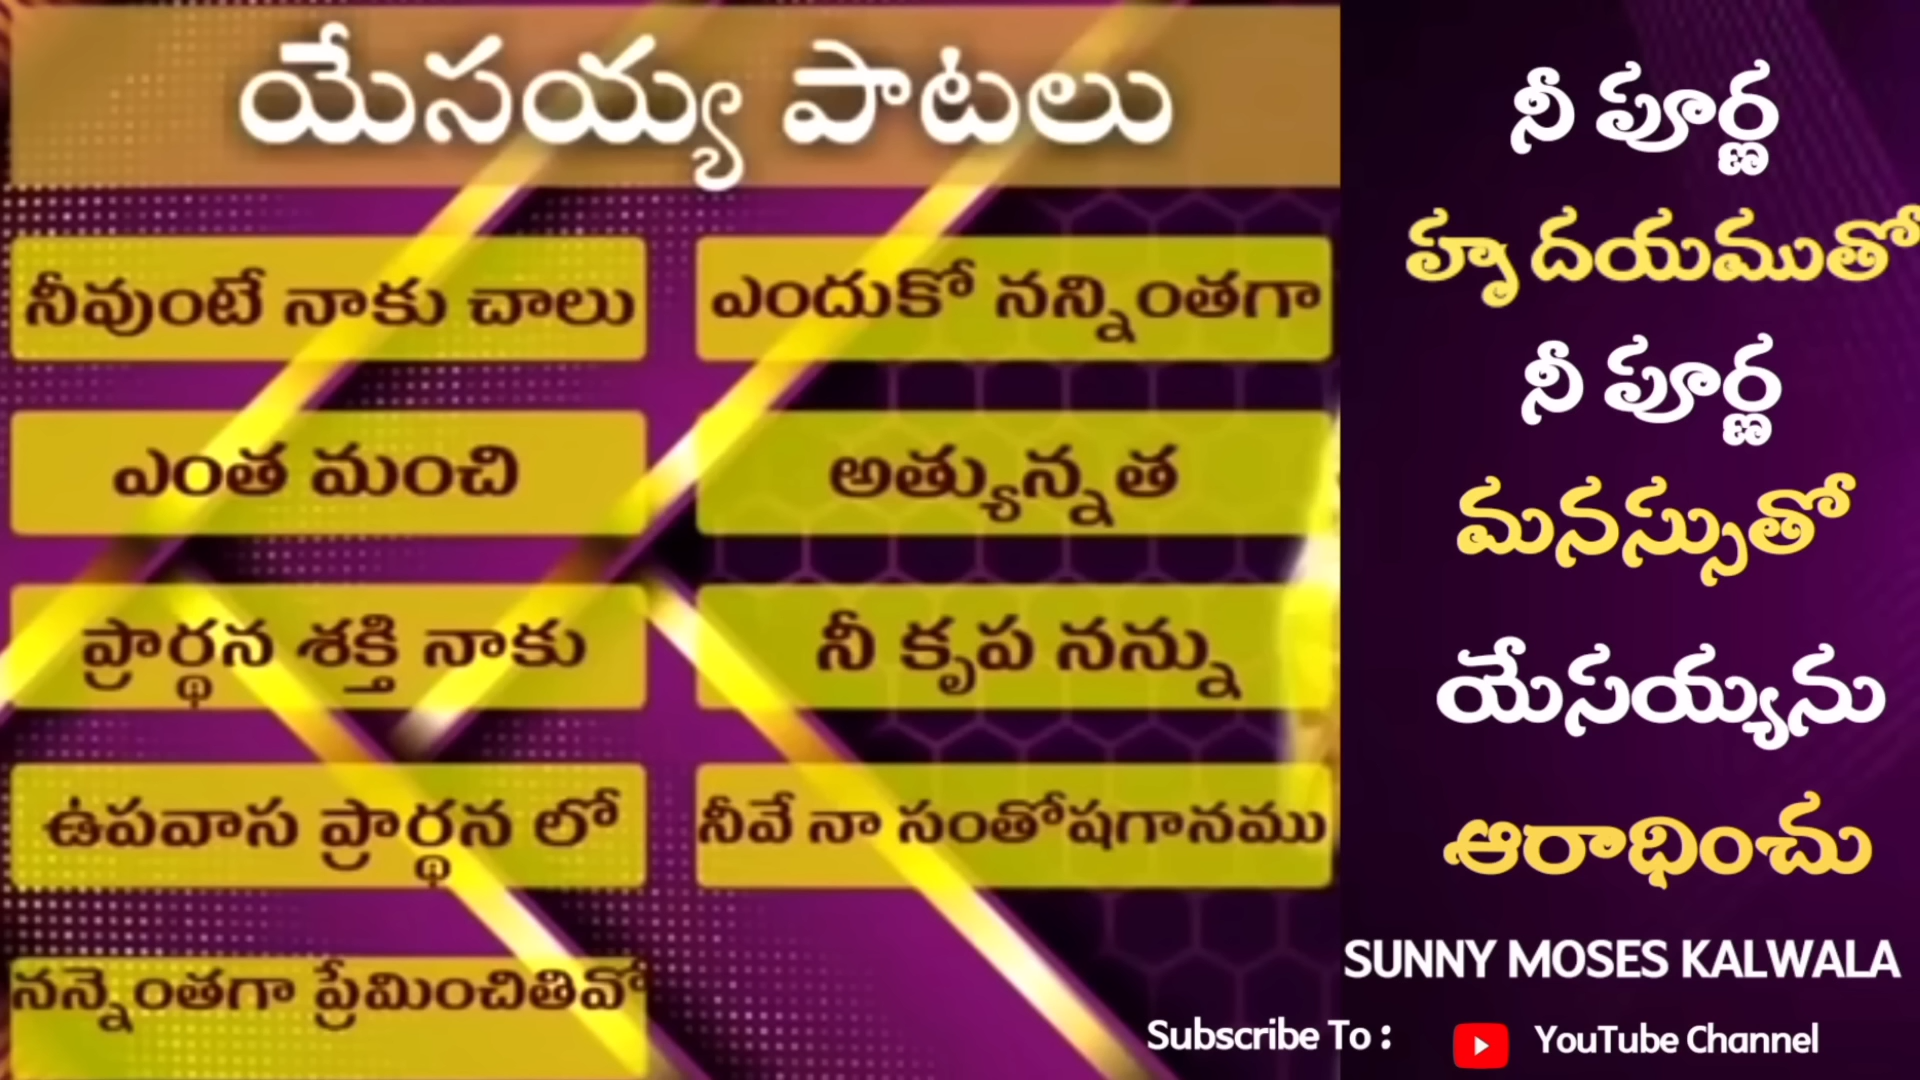 యేసయ్య పాటలు
నీవుంటే నాకు చాలు
ఎందుకో నన్నింతగా
ఎంత మంచి
అత్యున్నత
ప్రార్థన శక్తి నాకు
నీ కృప నన్ను
ఉపవాస ప్రార్థన లో
నీవే నా సంతోషగానము
నన్నెంతగా ప్రేమించితివో
నీ పూర్ణ
హృదయముతో
నీ పూర్ణ
మనస్సుతో
యేసయ్యను
ఆరాధించు
SUNNY MOSES KALWALA
Subscribe To : YouTube Channel